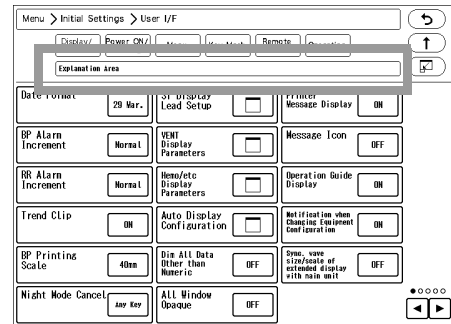 Menu > Initial Settings > User I/F
Display/ Power ON/ Menu Remote Operation
Explanation Area
Date Format 29 Mar. ST Display Lead Setup Printer Message Display ON
BP Alarm Increment Normal VENT Display Parameters Message Icon OFF
RR Alarm Increment Normal Hemo/etc Display Parameters Operation Guide Display ON
Trend Clip ON Auto Display Configuration Notification when Changing Equipment Configuration ON
BP Printing Scale 40mm Dim All Data Other than Numeric OFF Sync. wave size/scale of extended display with main unit OFF
Night Mode Cancel Any Key All Window Opaque OFF